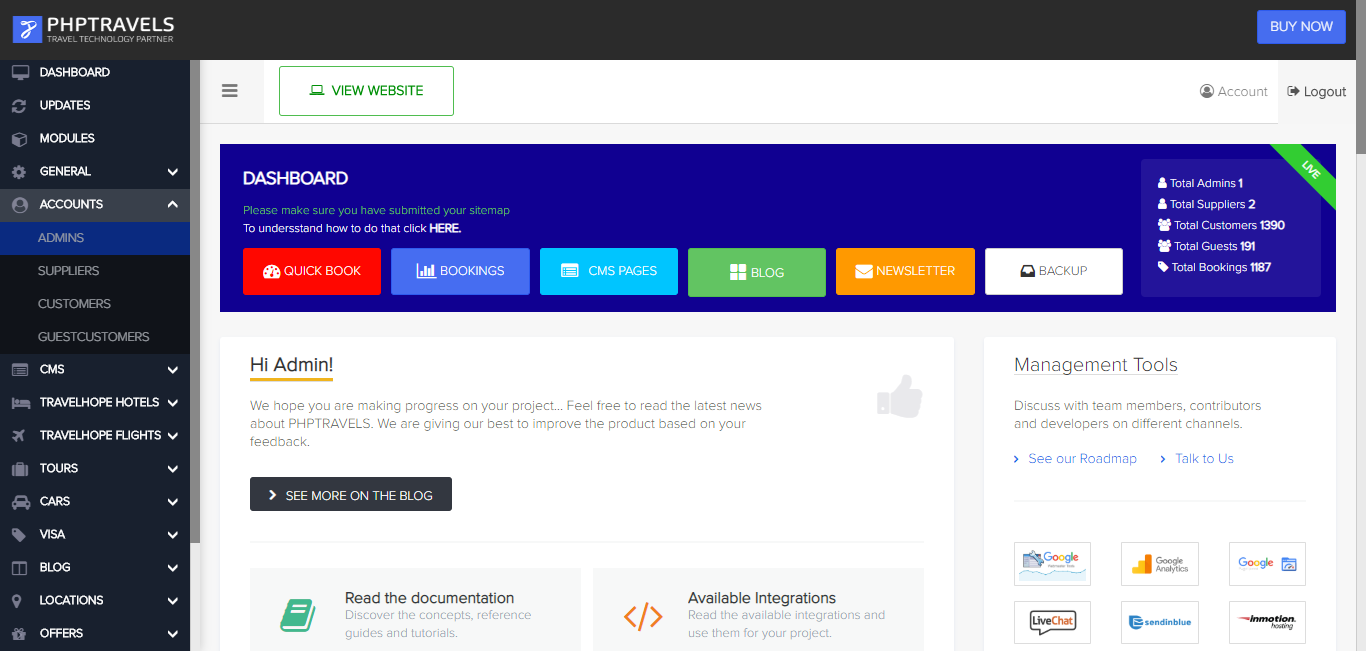 PHPTRAVELS
TRAVEL TECHNOLOGY PARTNER
BUY NOW
DASHBOARD
UPDATES
MODULES
GENERAL
ACCOUNTS
ADMINS
SUPPLIERS
CUSTOMERS
GUESTCUSTOMERS
CMS
TRAVELHOPE HOTELS
TRAVELHOPE FLIGHTS
TOURS
CARS
VISA
BLOG
LOCATIONS
OFFERS
VIEW WEBSITE
Account
Logout
DASHBOARD
Please make sure you have submitted your sitemap
To undersstand how to do that click HERE.
QUICK BOOK
BOOKINGS
CMS PAGES
BLOG
NEWSLETTER
BACKUP
LIVE
Total Admins 1
Total Suppliers 2
Total Customers 1390
Total Guests 191
Total Bookings 1187
Hi Admin!
We hope you are making progress on your project... Feel free to read the latest news
about PHPTRAVELS. We are giving our best to improve the product based on your
feedback.
SEE MORE ON THE BLOG
Read the documentation
Discover the concepts, reference
guides and tutorials.
Available Integrations
Read the available integrations and
use them for your project.
Management Tools
Discuss with team members, contributors
and developers on different channels.
See our Roadmap
Talk to Us
Google
Google
Analytics
Google
LiveChat
sendinblue
inmotion
hosting